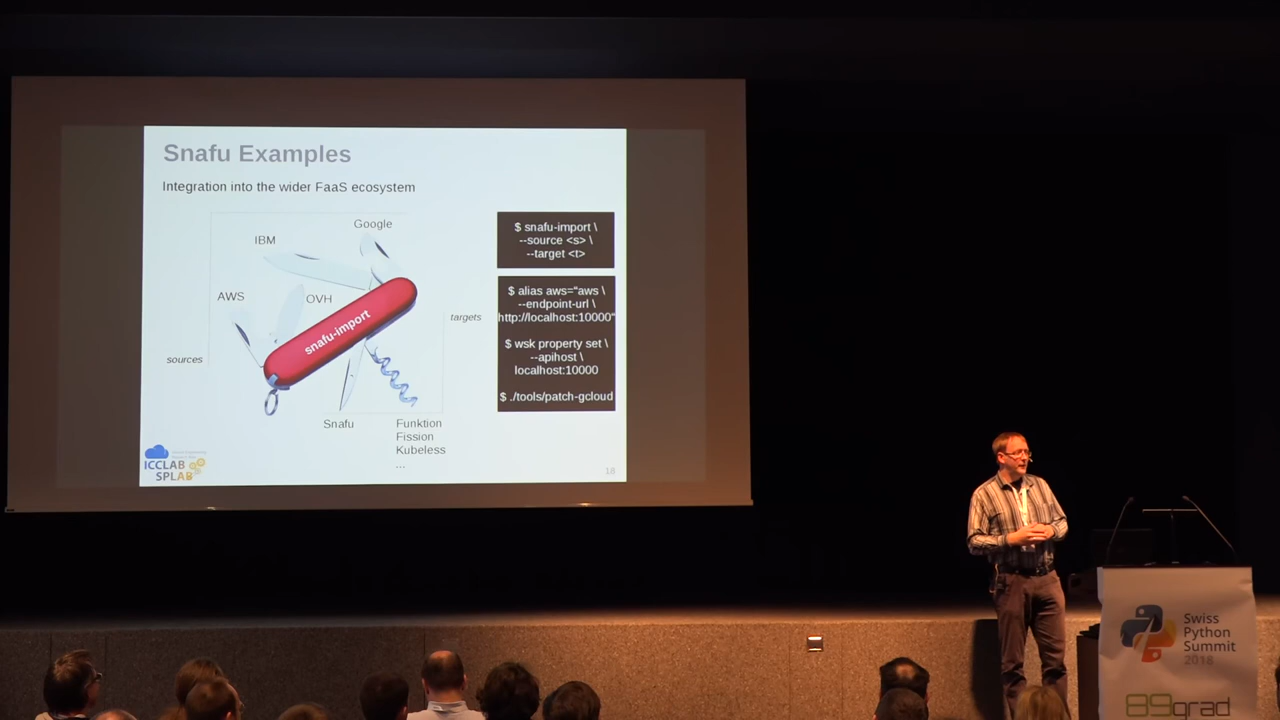 Snafu Examples
Integration into the wider FaaS ecosystem
Google
IBM
AWS
OVH
snafu-import
sources
targets
Snafu
Funktion
Fission
Kubeless
...
$ snafu-import \
--source <s> \
--target <t>
$ alias aws="aws \
--endpoint-url \
http://localhost:10000"
$ wsk property set \
--apihost \
localhost:10000
$ ./tools/patch-gcloud
ICCLAB
SPLAB
18
Swiss
Python
Summit
2018
89grad